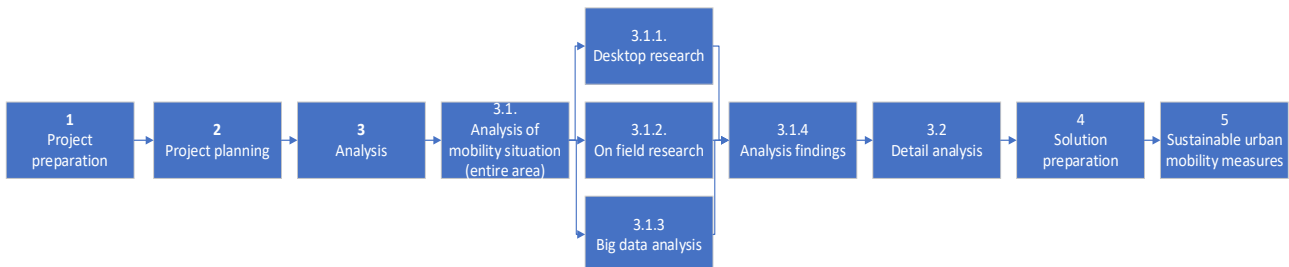 1
Project
preparation
2
Project planning
3
Analysis
3.1.
Analysis of
mobility situation
(entire area)
3.1.1.
Desktop research
3.1.2.
On field research
3.1.3
Big data analysis
3.1.4
Analysis findings
3.2
Detail analysis
4
Solution
preparation
5
Sustainable urban
mobility measures